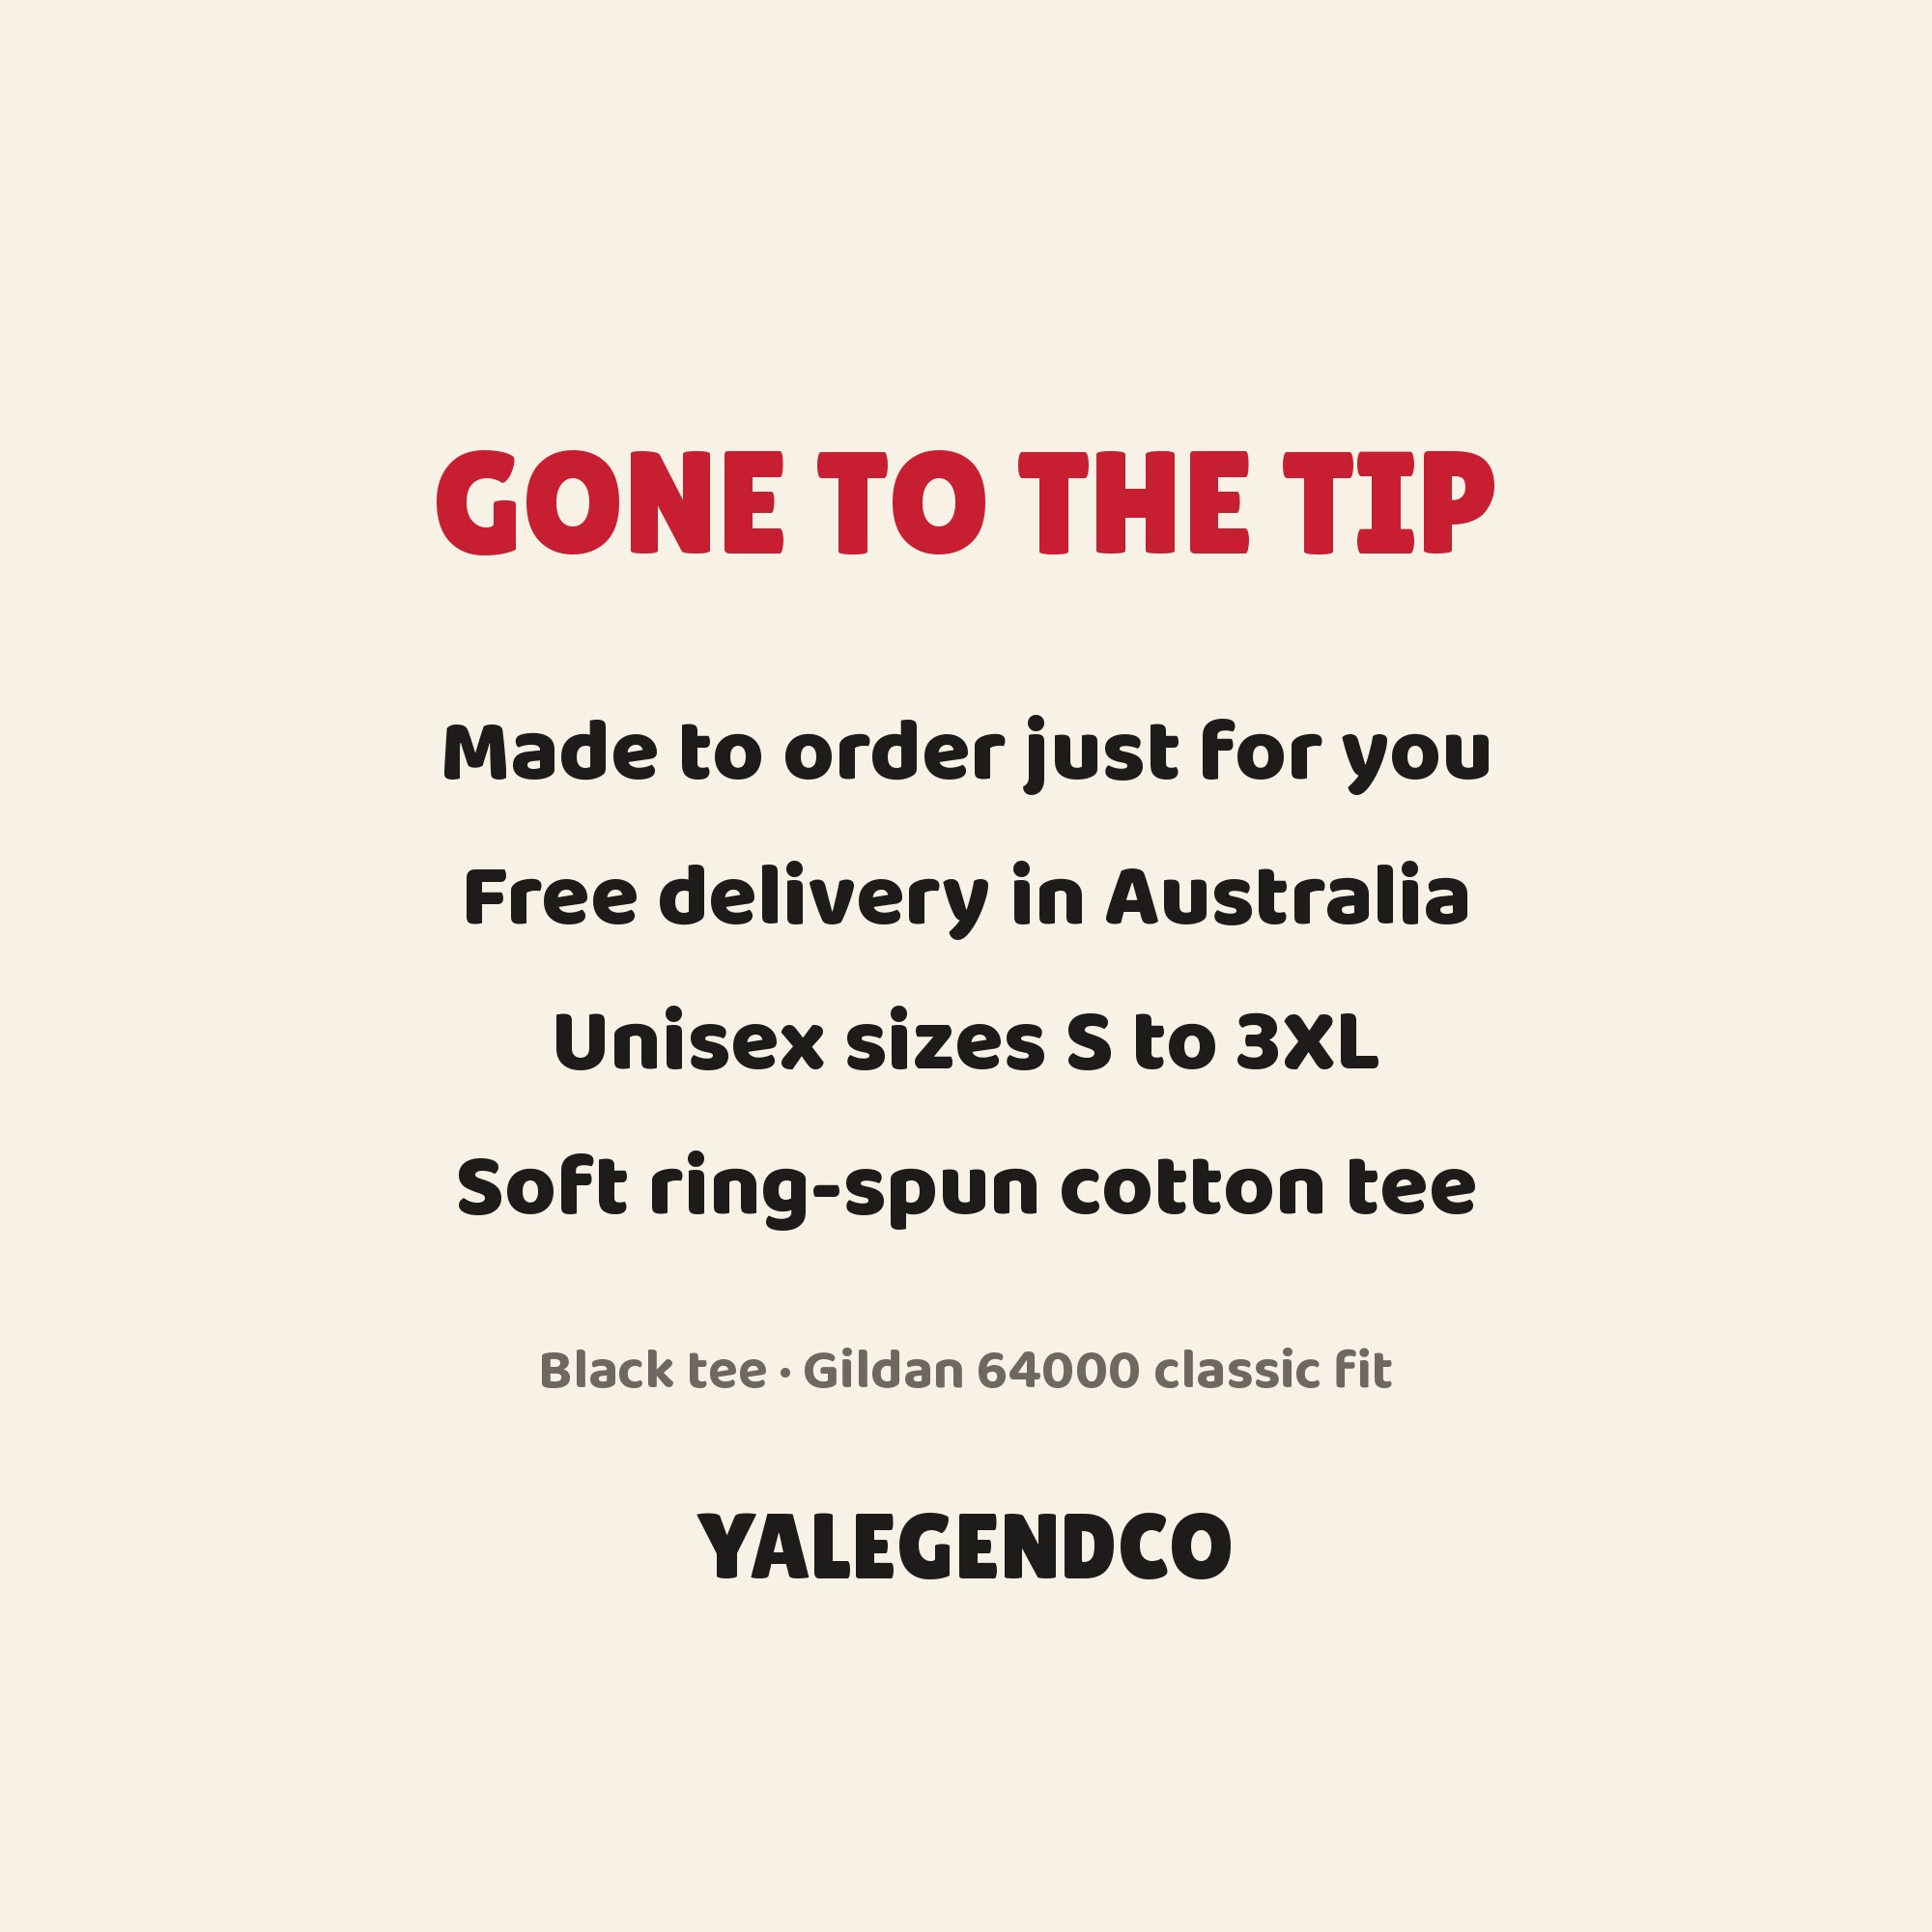 GONE TO THE TIP
Made to order just for you
Free delivery in Australia
Unisex sizes S to 3XL
Soft ring-spun cotton tee
Black tee · Gildan 64000 classic fit
YALEGENDCO